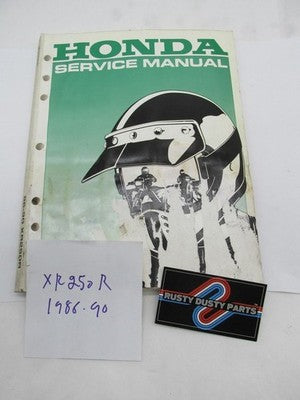 HONDA
SERVICE MANUAL
XR250R
1986-90
RUSTY DUSTY PARTS